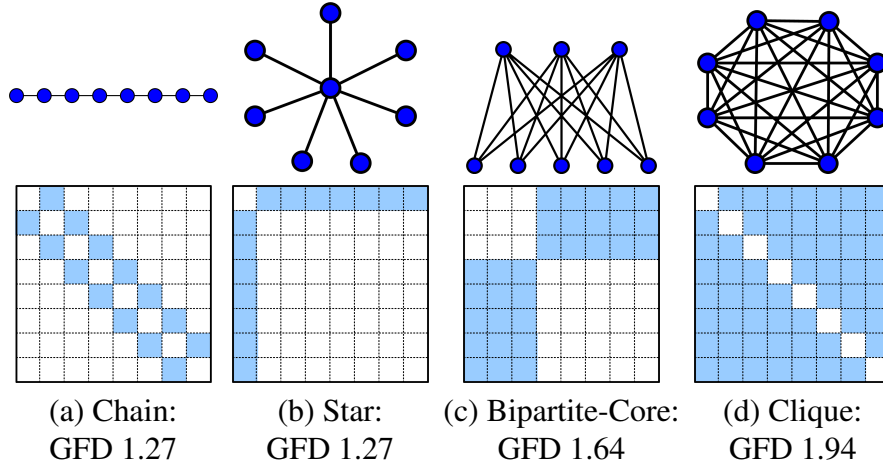 (a) Chain:
GFD 1.27
(b) Star:
GFD 1.27
(c) Bipartite-Core:
GFD 1.64
(d) Clique:
GFD 1.94